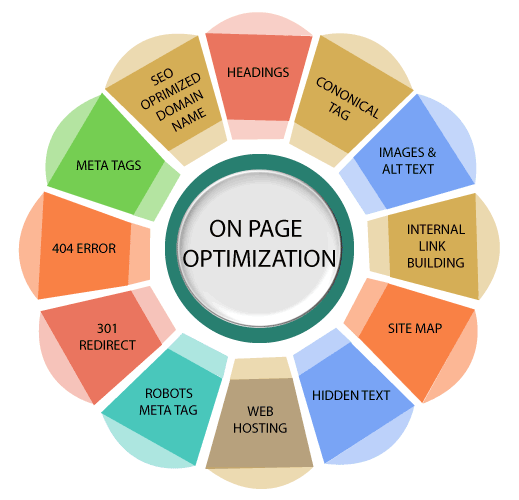 HEADINGS
CONONICAL
TAG
IMAGES &
ALT TEXT
INTERNAL
LINK
BUILDING
SITE MAP
HIDDEN TEXT
WEB
HOSTING
ROBOTS
META TAG
301
REDIRECT
404 ERROR
META TAGS
SEO
OPRIMIZED
DOMAIN
NAME
ON PAGE
OPTIMIZATION